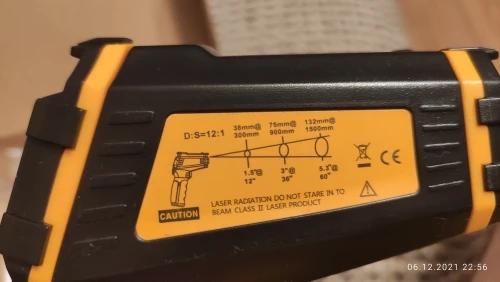 D:S=12:1
38mm@ 75mm@ 132mm@
300mm 900mm 1500mm
1.5"@ 3"@ 5.3"@
12" 36" 60"
CE
LASER RADIATION DO NOT STARE IN TO
BEAM CLASS II LASER PRODUCT
CAUTION
06.12.2021 22:56